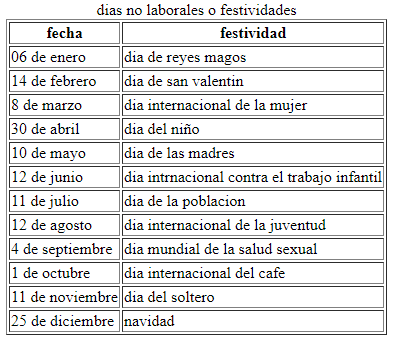 dias no laborales o festividades
fecha festividad
06 de enero dia de reyes magos
14 de febrero dia de san valentin
8 de marzo dia internacional de la mujer
30 de abril dia del niño
10 de mayo dia de las madres
12 de junio dia intrnacional contra el trabajo infantil
11 de julio dia de la poblacion
12 de agosto dia internacional de la juventud
4 de septiembre dia mundial de la salud sexual
1 de octubre dia internacional del cafe
11 de noviembre dia del soltero
25 de diciembre navidad